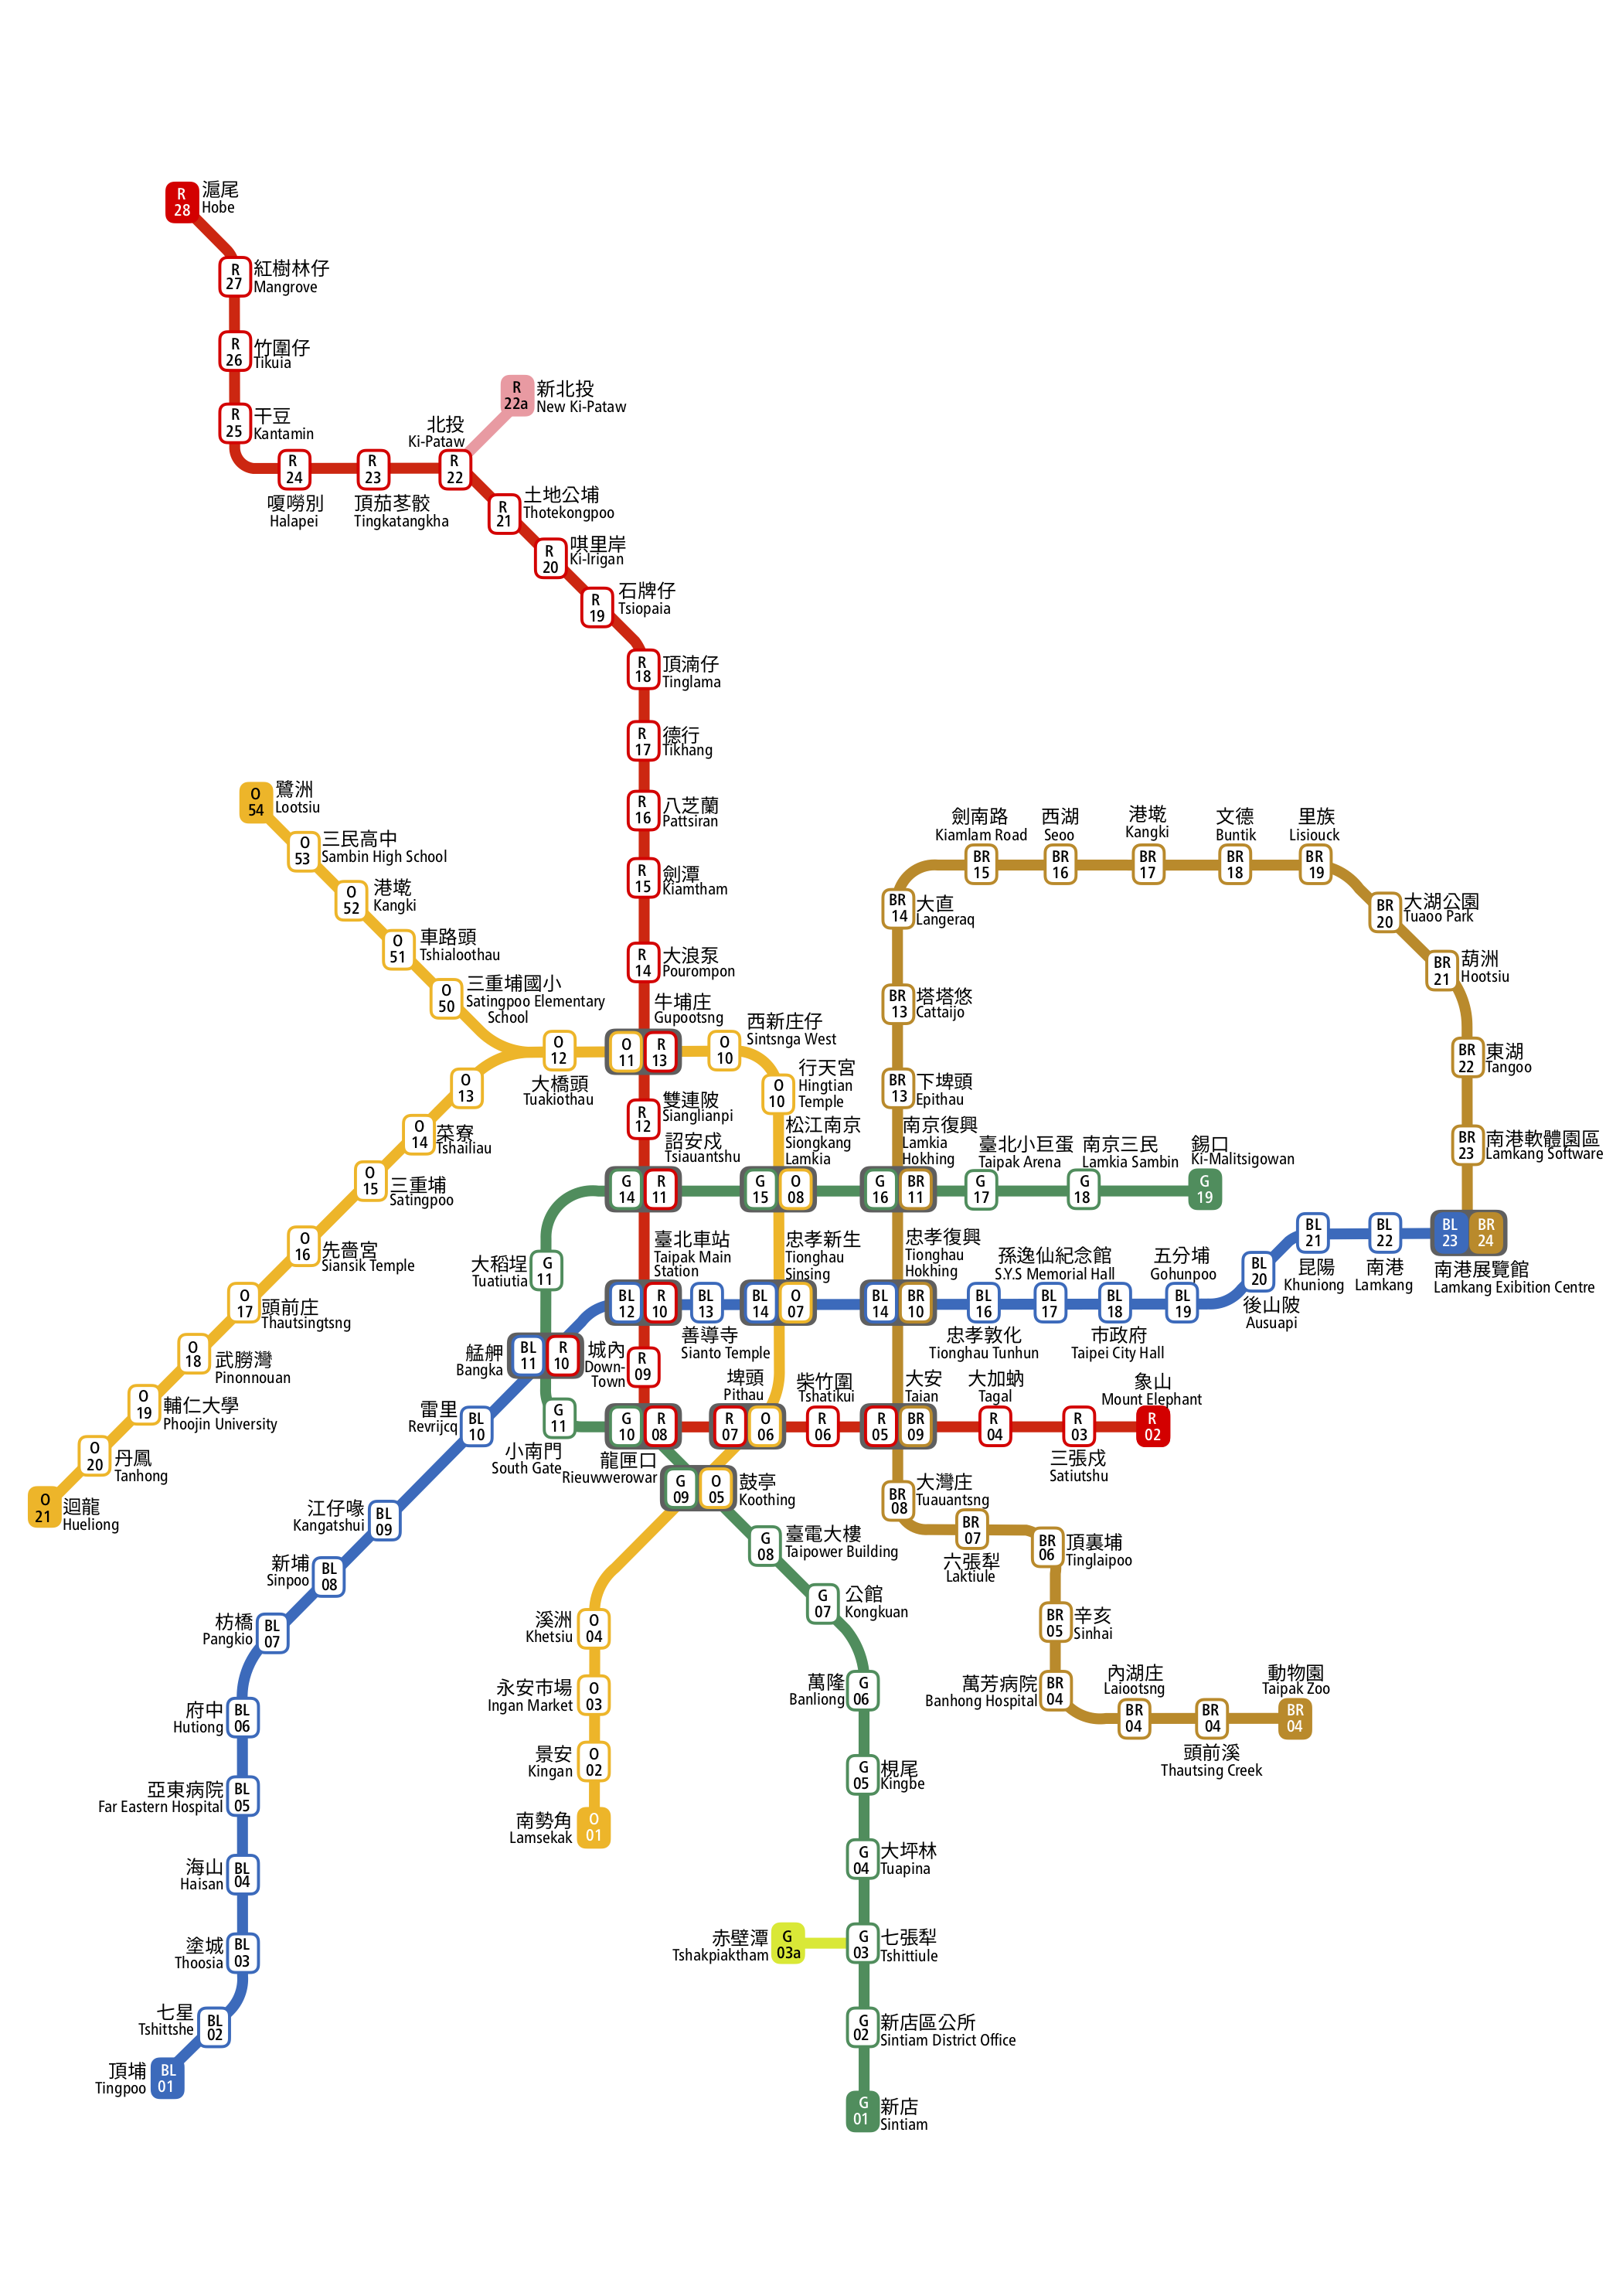 R
28
滬尾
Hobe
R
27
紅樹林仔
Mangrove
R
26
竹圍仔
Tikuia
R
25
干豆
Kantamin
R
24
嗄嘮別
Halapei
R
23
頂茄苳骹
Tingkatangkha
北投
Ki-Pataw
R
22
R
22a
新北投
New Ki-Pataw
R
21
土地公埔
Thotekongpoo
R
20
唭里岸
Ki-Irigan
R
19
石牌仔
Tsiopaia
R
18
頂湳仔
Tinglama
R
17
德行
Tikhang
R
16
八芝蘭
Pattsiran
R
15
劍潭
Kiamtham
R
14
大浪泵
Pourompon
牛埔庄
Gupootsng
O
11
R
13
O
54
鷺洲
Lootsiu
O
53
三民高中
Sambin High School
O
52
港墘
Kangki
O
51
車路頭
Tshialoothau
O
50
三重埔國小
Satingpoo Elementary
School
O
12
大橋頭
Tuakiothau
O
10
西新庄仔
Sintsnga West
O
10
行天宮
Hingtian
Temple
O
13
O
14
菜寮
Tshailiau
O
15
三重埔
Satingpoo
O
16
先嗇宮
Siansik Temple
O
17
頭前庄
Thautsingtsng
O
18
武朥灣
Pinonnouan
O
19
輔仁大學
Phoojin University
O
20
丹鳳
Tanhong
O
21
迴龍
Hueliong
R
12
雙連陂
Sianglianpi
詔安戍
Tsiauantshu
G
14
R
11
松江南京
Siongkang
Lamkia
G
15
O
08
南京復興
Lamkia
Hokhing
G
16
BR
11
臺北小巨蛋
Taipak Arena
G
17
南京三民
Lamkia Sambin
G
18
錫口
Ki-Malitsigowan
G
19
劍南路
Kiamlam Road
BR
15
西湖
Seoo
BR
16
港墘
Kangki
BR
17
文德
Buntik
BR
18
里族
Lisiouck
BR
19
BR
14
大直
Langeraq
BR
13
塔塔悠
Cattaijo
BR
13
下埤頭
Epithau
BR
20
大湖公園
Tuaoo Park
BR
21
葫洲
Hootsiu
BR
22
東湖
Tangoo
BR
23
南港軟體園區
Lamkang Software
BL
23
BR
24
南港展覽館
Lamkang Exibition Centre
BL
22
南港
Lamkang
BL
21
昆陽
Khuniong
BL
20
後山陂
Ausuapi
五分埔
Gohunpoo
BL
19
BL
18
市政府
Taipei City Hall
孫逸仙紀念館
S.Y.S Memorial Hall
BL
17
BL
16
忠孝敦化
Tionghau Tunhun
忠孝復興
Tionghau
Hokhing
BL
14
BR
10
忠孝新生
Tionghau
Sinsing
BL
14
O
07
BL
13
善導寺
Sianto Temple
臺北車站
Taipak Main
Station
BL
12
R
10
大稻埕
Tuatiutia
G
11
艋舺
Bangka
BL
11
R
10
城內
Down-
Town
R
09
小南門
South Gate
G
11
龍匣口
Rieuwwerowar
G
10
R
08
埤頭
Pithau
R
07
O
06
柴竹圍
Tshatikui
R
06
大安
Taian
R
05
BR
09
大加蚋
Tagal
R
04
三張戍
Satiutshu
R
03
象山
Mount Elephant
R
02
雷里
Revrijcq
BL
10
江仔喙
Kangatshui
BL
09
新埔
Sinpoo
BL
08
枋橋
Pangkio
BL
07
府中
Hutiong
BL
06
亞東病院
Far Eastern Hospital
BL
05
海山
Haisan
BL
04
塗城
Thoosia
BL
03
七星
Tshittshe
BL
02
頂埔
Tingpoo
BL
01
G
09
O
05
鼓亭
Koothing
G
08
臺電大樓
Taipower Building
G
07
公館
Kongkuan
萬隆
Banliong
G
06
G
05
梘尾
Kingbe
G
04
大坪林
Tuapina
赤壁潭
Tshakpiaktham
G
03a
G
03
七張犁
Tshittiule
G
02
新店區公所
Sintiam District Office
G
01
新店
Sintiam
溪洲
Khetsiu
O
04
永安市場
Ingan Market
O
03
景安
Kingan
O
02
南勢角
Lamsekak
O
01
BR
08
大灣庄
Tuauantsng
BR
07
六張犁
Laktiule
BR
06
頂裏埔
Tinglaipoo
BR
05
辛亥
Sinhai
萬芳病院
Banhong Hospital
BR
04
內湖庄
Laiootsng
BR
04
BR
04
頭前溪
Thautsing Creek
動物園
Taipak Zoo
BR
04